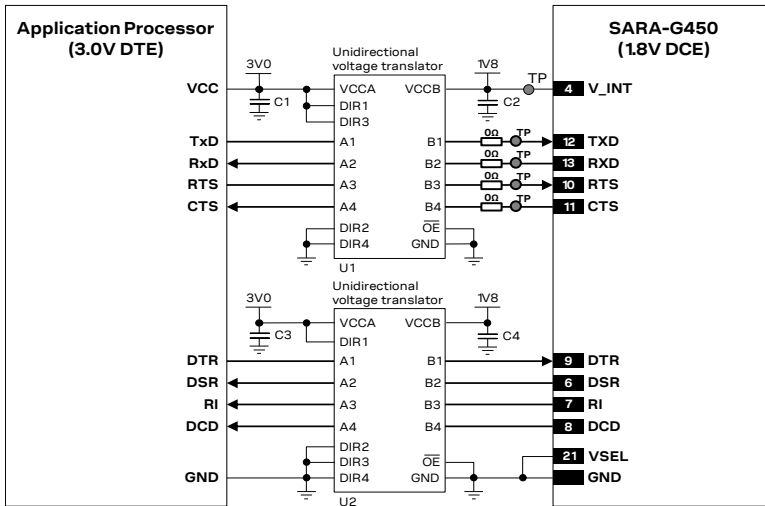 Application Processor
(3.0V DTE)
SARA-G450
(1.8V DCE)
Unidirectional
voltage translator
3V0
1V8
TP
VCC
C1
VCCA
VCCB
C2
4 V_INT
DIR1
DIR3
TxD
A1
B1
0Ω
TP
12 TXD
RxD
A2
B2
0Ω
TP
13 RXD
RTS
A3
B3
0Ω
TP
10 RTS
CTS
A4
B4
0Ω
TP
11 CTS
DIR2
OE
DIR4
GND
U1
Unidirectional
voltage translator
3V0
1V8
C3
VCCA
VCCB
C4
DIR1
DTR
A1
B1
9 DTR
DSR
A2
B2
6 DSR
RI
A3
B3
7 RI
DCD
A4
B4
8 DCD
DIR2
DIR3
OE
21 VSEL
GND
DIR4
GND
GND
U2